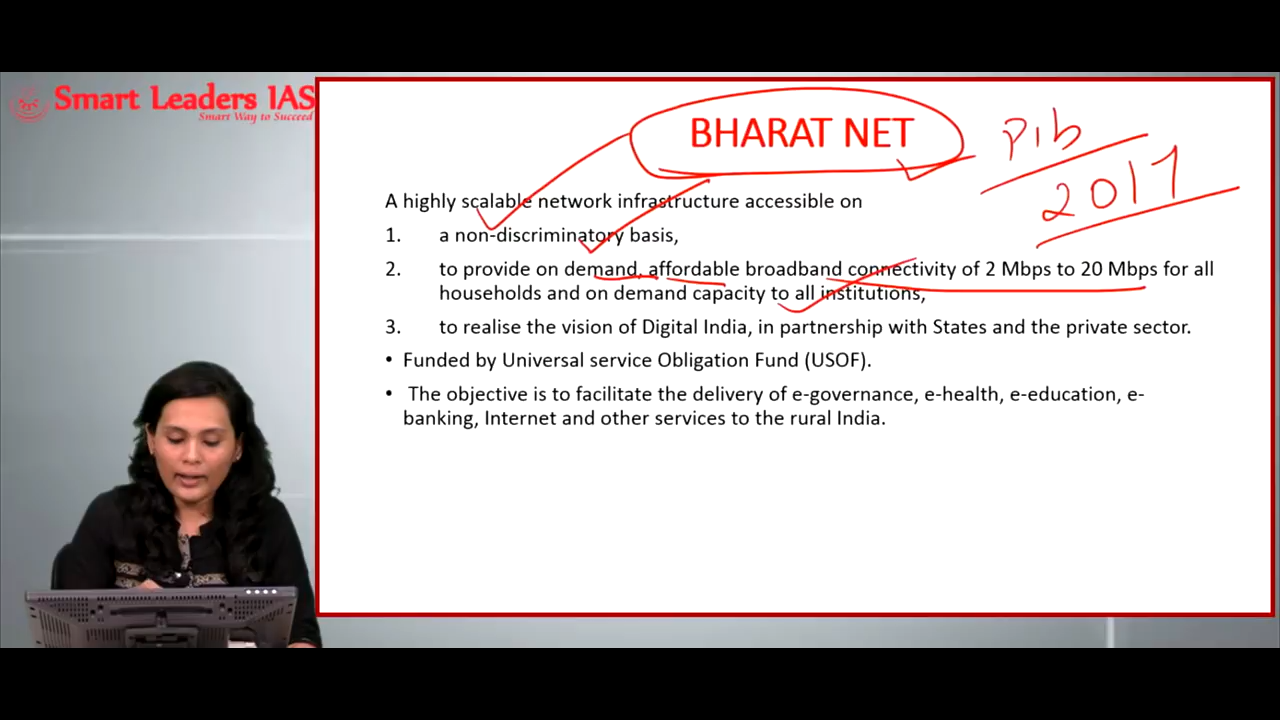 Smart Leaders IAS
Smart Way to Succeed
BHARAT NET
PIB
2017
A highly scalable network infrastructure accessible on
1. a non-discriminatory basis,
2. to provide on demand, affordable broadband connectivity of 2 Mbps to 20 Mbps for all
households and on demand capacity to all institutions,
3. to realise the vision of Digital India, in partnership with States and the private sector.
• Funded by Universal service Obligation Fund (USOF).
• The objective is to facilitate the delivery of e-governance, e-health, e-education, e-
banking, Internet and other services to the rural India.